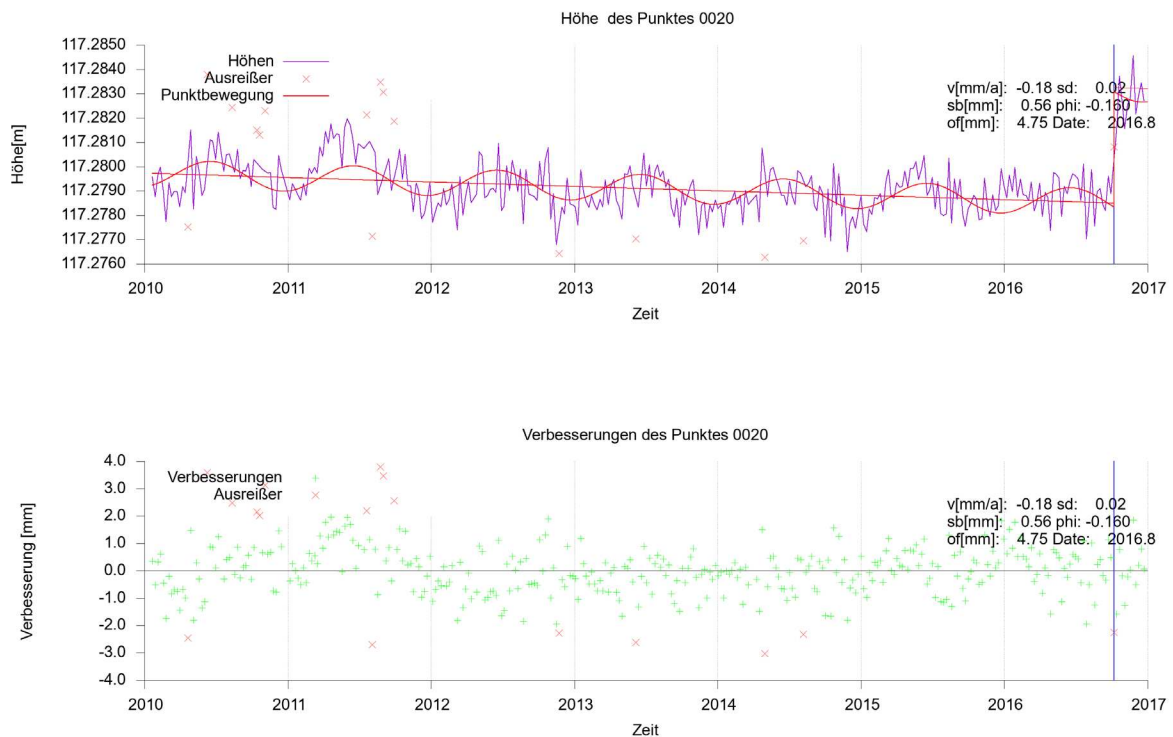 Höhe  des Punktes 0020
117.2850
117.2840
117.2830
117.2820
117.2810
117.2800
117.2790
117.2780
117.2770
117.2760
Höhe[m]
Höhen
Ausreißer
Punktbewegung
v[mm/a]: -0.18 sd: 0.02
sb[mm]: 0.56 phi: -0.160
of[mm]: 4.75 Date: 2016.8
2010 2011 2012 2013 2014 2015 2016 2017
Zeit
Verbesserungen des Punktes 0020
4.0
3.0
2.0
1.0
0.0
-1.0
-2.0
-3.0
-4.0
Verbesserung [mm]
Verbesserungen
Ausreißer
v[mm/a]: -0.18 sd: 0.02
sb[mm]: 0.56 phi: -0.160
of[mm]: 4.75 Date: 2016.8
2010 2011 2012 2013 2014 2015 2016 2017
Zeit